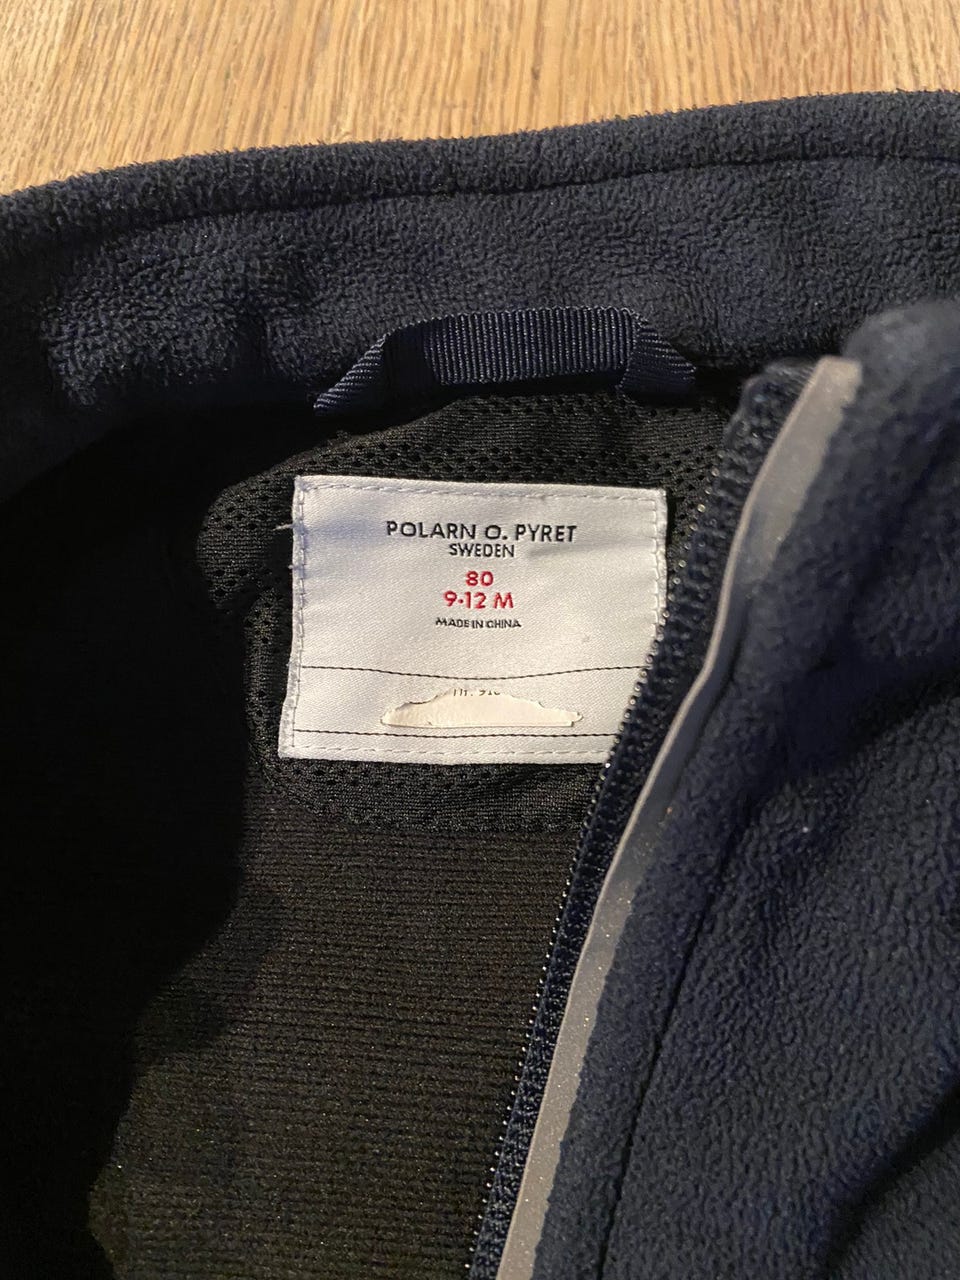 POLARN O. PYRET
SWEDEN
80
9-12 M
MADE IN CHINA